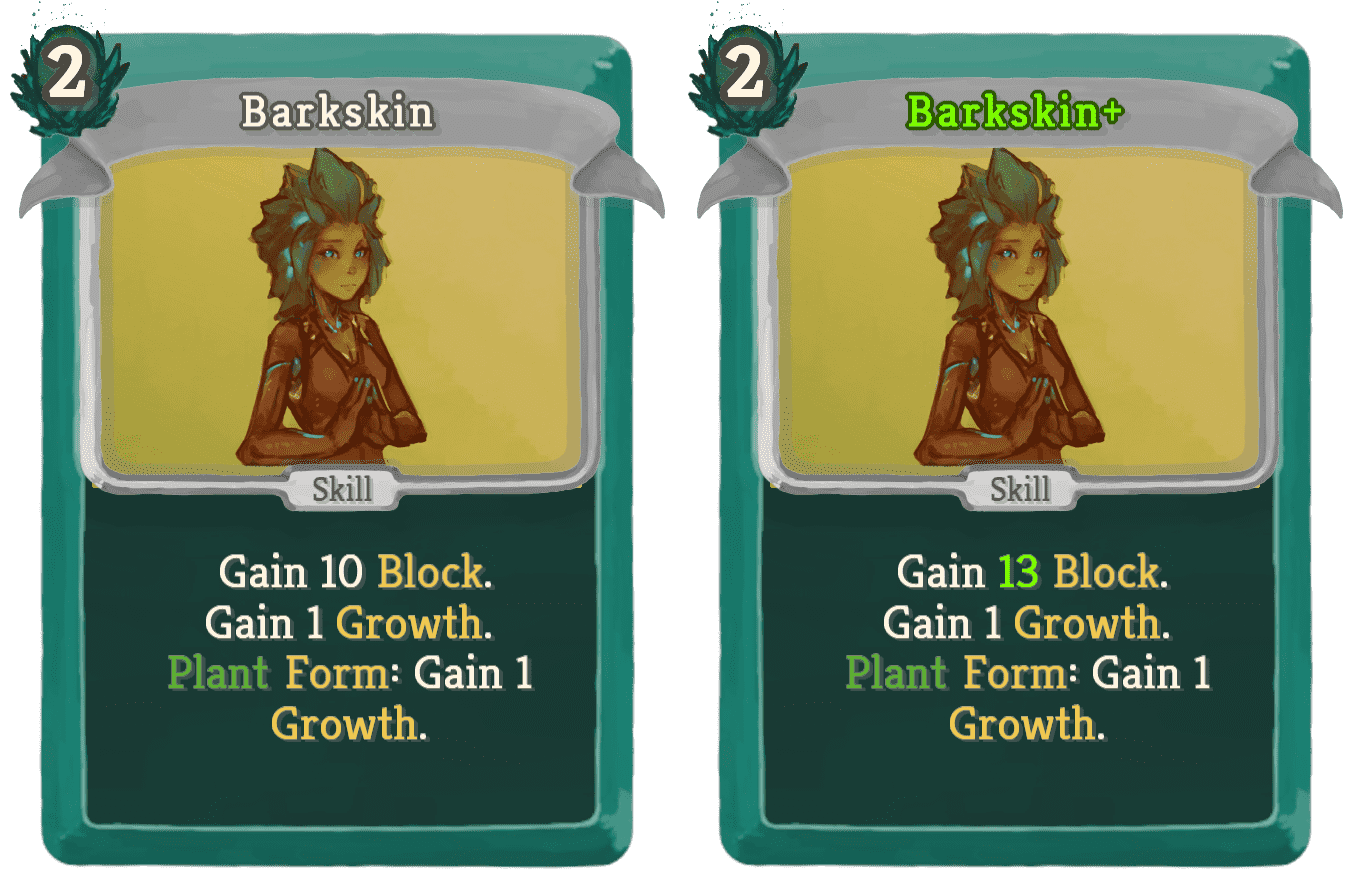 2
Barkskin
Skill
Gain 10 Block.
Gain 1 Growth.
Plant Form: Gain 1
Growth.
2
Barkskin+
Skill
Gain 13 Block.
Gain 1 Growth.
Plant Form: Gain 1
Growth.